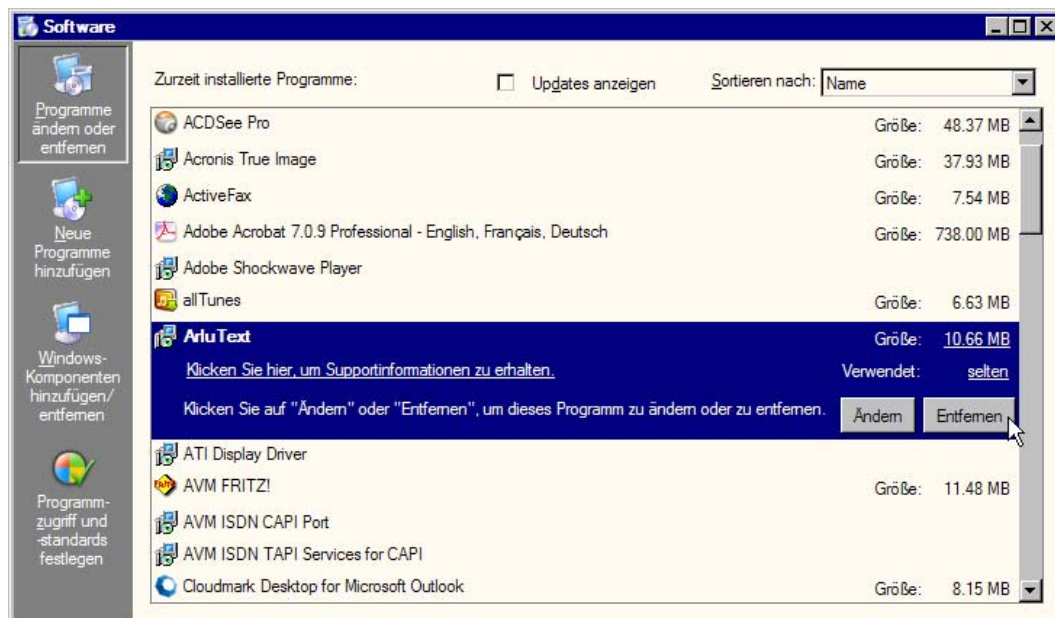 Software
Programme
ändern oder
entfernen
Neue
Programme
hinzufügen
Windows-
Komponenten
hinzufügen/
entfernen
Programm-
zugriff und
-standards
festlegen
Zurzeit installierte Programme: Updates anzeigen Sortieren nach: Name
ACDSee Pro Größe: 48.37 MB
Acronis True Image Größe: 37.93 MB
ActiveFax Größe: 7.54 MB
Adobe Acrobat 7.0.9 Professional - English, Français, Deutsch Größe: 738.00 MB
Adobe Shockwave Player
allTunes Größe: 6.63 MB
ArluText Größe: 10.66 MB
Klicken Sie hier, um Supportinformationen zu erhalten. Verwendet: selten
Klicken Sie auf "Ändern" oder "Entfernen", um dieses Programm zu ändern oder zu entfernen. Ändern Entfernen
ATI Display Driver
AVM FRITZ! Größe: 11.48 MB
AVM ISDN CAPI Port
AVM ISDN TAPI Services for CAPI
Cloudmark Desktop for Microsoft Outlook Größe: 8.15 MB